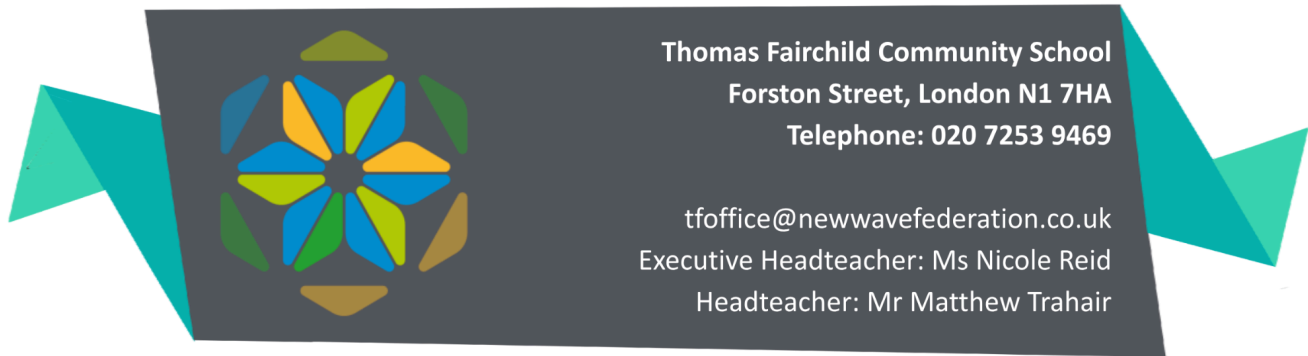 Thomas Fairchild Community School
Forston Street, London N1 7HA
Telephone: 020 7253 9469
tfoffice@newwavefederation.co.uk
Executive Headteacher: Ms Nicole Reid
Headteacher: Mr Matthew Trahair